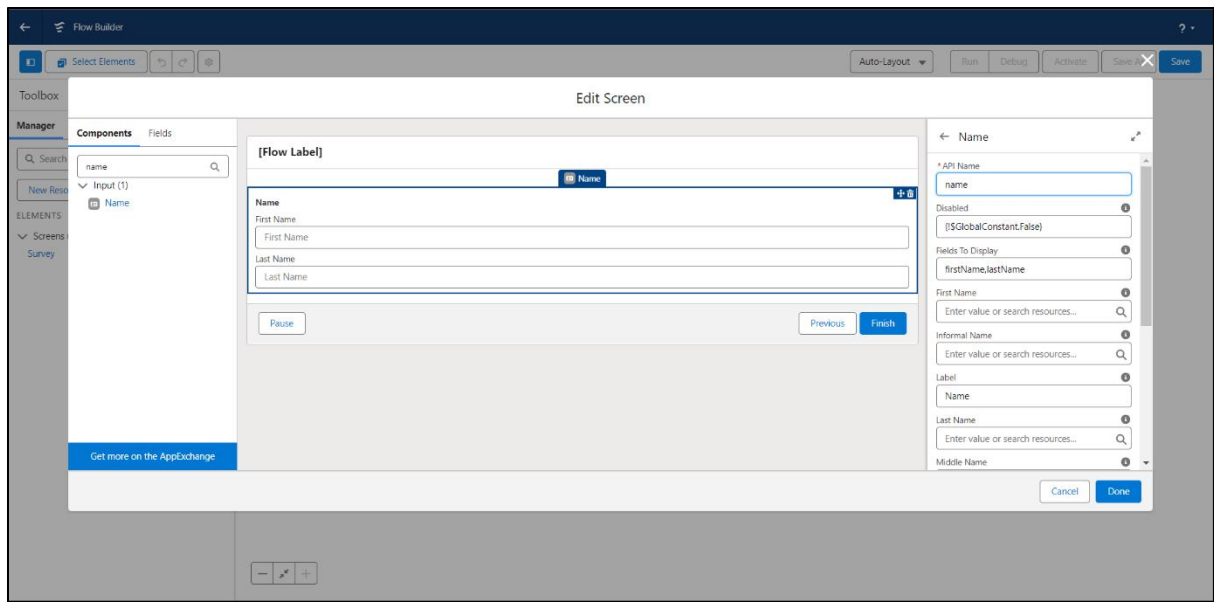 Flow Builder
?
Select Elements
Auto-Layout
Run
Debug
Activate
Save
Toolbox
Edit Screen
Manager
Components
Fields
Search
name
New
Input (1)
Name
ELEMENTS
Screens
Survey
Get more on the AppExchange
[Flow Label]
Name
Name
First Name
First Name
Last Name
Last Name
Pause
Previous
Finish
Name
* API Name
name
Disabled
{!$GlobalConstant.False}
Fields To Display
firstName,lastName
First Name
Enter value or search resources...
Informal Name
Enter value or search resources...
Label
Name
Last Name
Enter value or search resources...
Middle Name
Cancel
Done